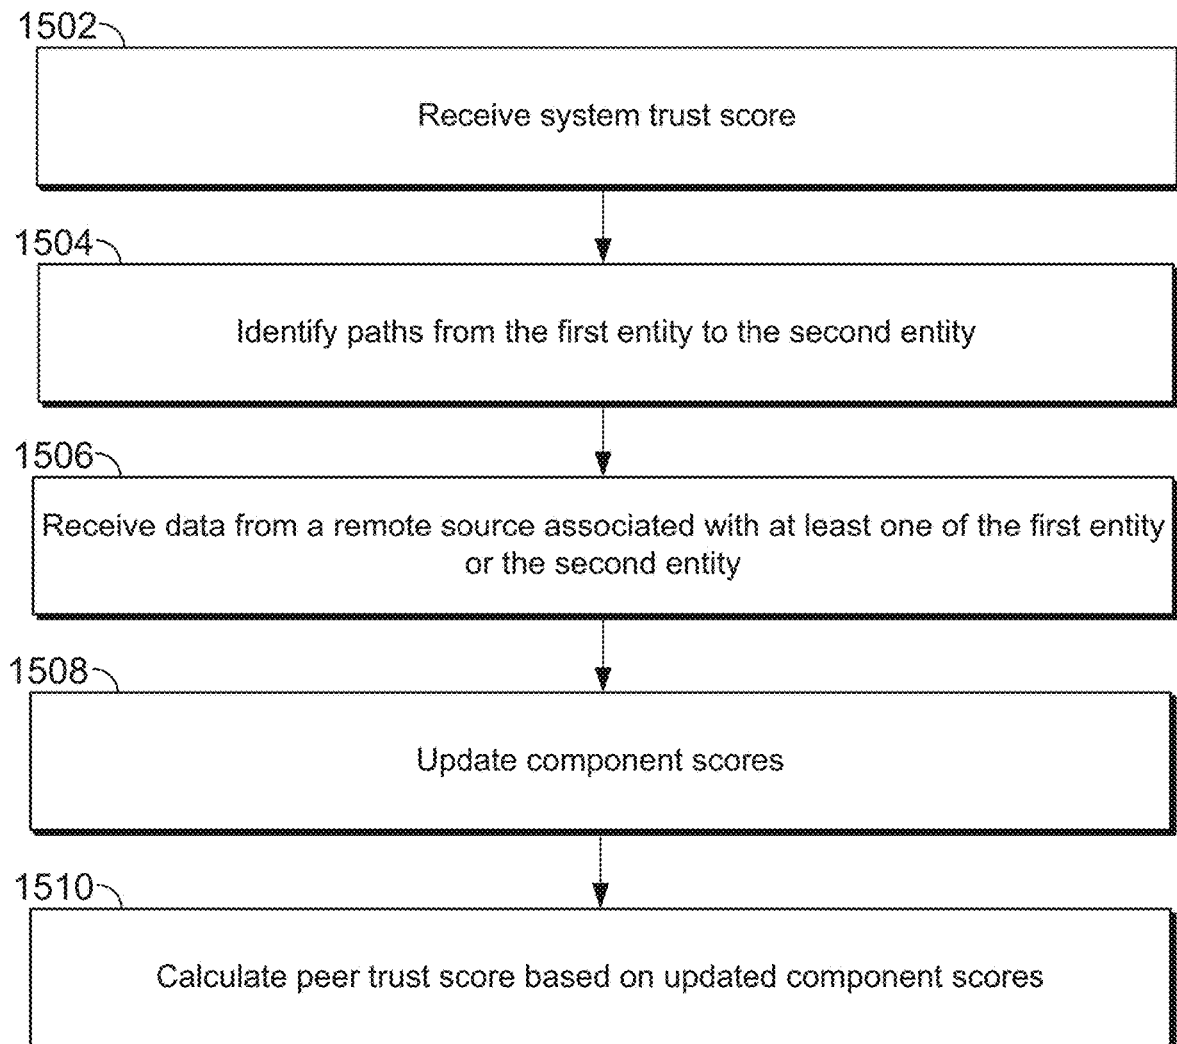 1502
Receive system trust score
1504
Identify paths from the first entity to the second entity
1506
Receive data from a remote source associated with at least one of the first entity
or the second entity
1508
Update component scores
1510
Calculate peer trust score based on updated component scores